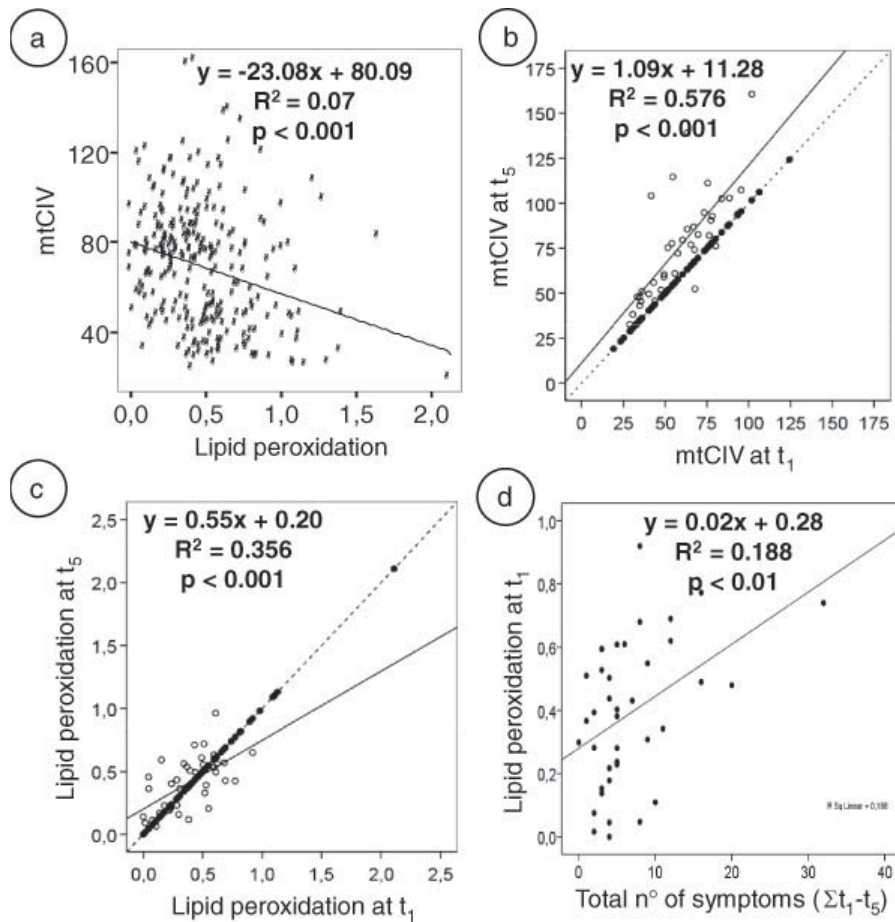 a
y = -23.08x + 80.09
R² = 0.07
p < 0.001
mtCIV
160
120
80
40
0,0 0,5 1,0 1,5 2,0
Lipid peroxidation
b
y = 1.09x + 11.28
R² = 0.576
p < 0.001
mtCIV at t₅
175
150
125
100
75
50
25
0
0 25 50 75 100 125 150 175
mtCIV at t₁
c
y = 0.55x + 0.20
R² = 0.356
p < 0.001
Lipid peroxidation at t₅
2,5
2,0
1,5
1,0
0,5
0,0
0,0 0,5 1,0 1,5 2,0 2,5
Lipid peroxidation at t₁
d
y = 0.02x + 0.28
R² = 0.188
p < 0.01
Lipid peroxidation at t₁
1,0
0,8
0,6
0,4
0,2
0,0
R Sq Linear = 0,188
0 10 20 30 40
Total n° of symptoms (Σt₁-t₅)